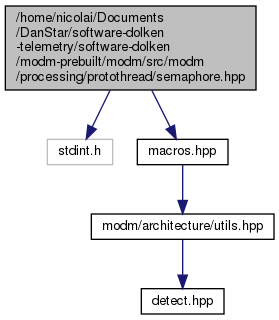 /home/nicolai/Documents
/DanStar/software-dolken
-telemetry/software-dolken
/modm-prebuilt/modm/src/modm
/processing/protothread/semaphore.hpp
stdint.h
macros.hpp
modm/architecture/utils.hpp
detect.hpp